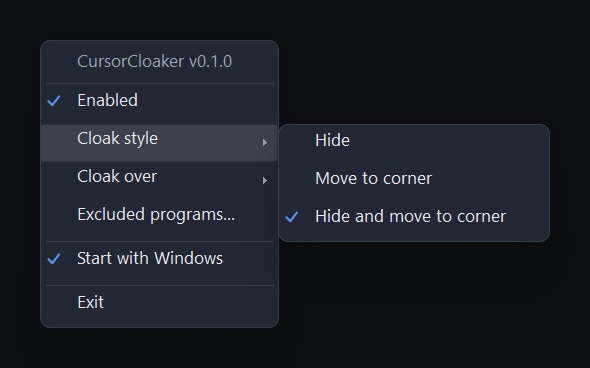 CursorCloaker v0.1.0
Enabled
Cloak style
Cloak over
Excluded programs...
Start with Windows
Exit
Hide
Move to corner
Hide and move to corner